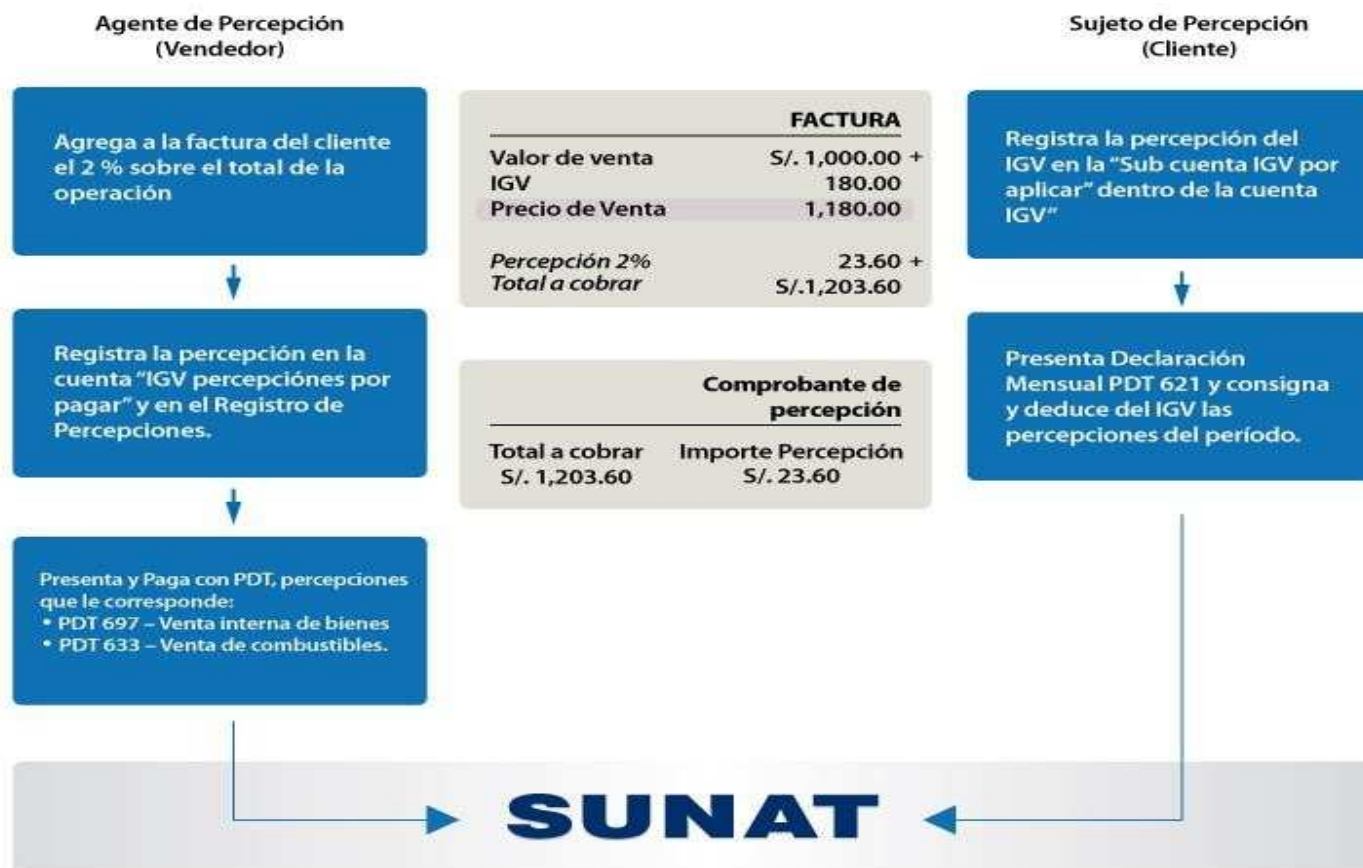 Agente de Percepción
(Vendedor)
Agrega a la factura del cliente
el 2 % sobre el total de la
operación
Registra la percepción en la
cuenta "IGV percepciónes por
pagar" y en el Registro de
Percepciones.
Presenta y Paga con PDT, percepciones
que le corresponde:
• PDT 697 – Venta interna de bienes
• PDT 633 – Venta de combustibles.
FACTURA
Valor de venta S/. 1,000.00 +
IGV 180.00
Precio de Venta 1,180.00
Percepción 2% 23.60 +
Total a cobrar S/.1,203.60
Comprobante de
percepción
Total a cobrar Importe Percepción
S/. 1,203.60 S/. 23.60
Sujeto de Percepción
(Cliente)
Registra la percepción del
IGV en la "Sub cuenta IGV por
aplicar" dentro de la cuenta
IGV"
Presenta Declaración
Mensual PDT 621 y consigna
y deduce del IGV las
percepciones del período.
SUNAT